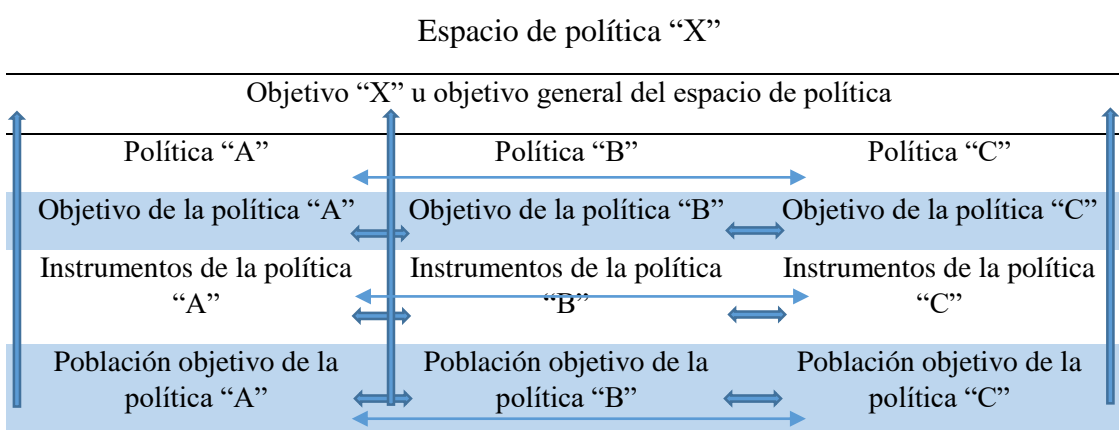 Espacio de política “X”
Objetivo “X” u objetivo general del espacio de política
Política “A” Política “B” Política “C”
Objetivo de la política “A” Objetivo de la política “B” Objetivo de la política “C”
Instrumentos de la política Instrumentos de la política Instrumentos de la política
“A” “B” “C”
Población objetivo de la Población objetivo de la Población objetivo de la
política “A” política “B” política “C”